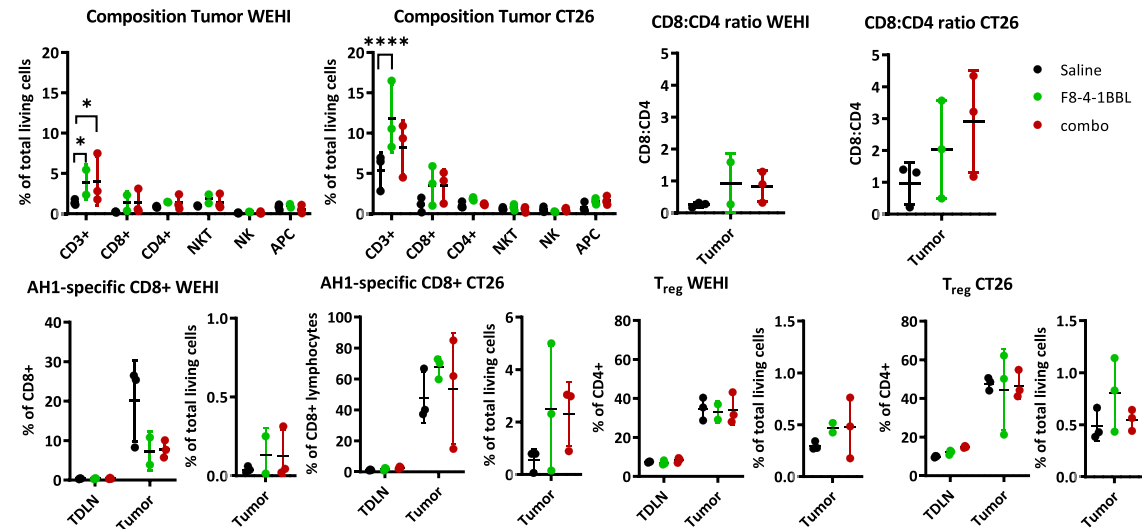 Composition Tumor WEHI
% of total living cells
20
15
10
5
0
*
*
CD3+
CD8+
CD4+
NKT
NK
APC
Composition Tumor CT26
% of total living cells
20
15
10
5
0
****
CD3+
CD8+
CD4+
NKT
NK
APC
CD8:CD4 ratio WEHI
CD8:CD4
5
4
3
2
1
0
Tumor
CD8:CD4 ratio CT26
CD8:CD4
5
4
3
2
1
0
Tumor
Saline
F8-4-1BBL
combo
AH1-specific CD8+ WEHI
% of CD8+
40
30
20
10
0
TDLN
Tumor
% of total living cells
1.0
0.5
0.0
Tumor
AH1-specific CD8+ CT26
% of CD8+ lymphocytes
100
80
60
40
20
0
TDLN
Tumor
% of total living cells
6
4
2
0
Tumor
Treg WEHI
% of CD4+
80
60
40
20
0
TDLN
Tumor
% of total living cells
1.5
1.0
0.5
0.0
Tumor
Treg CT26
% of CD4+
80
60
40
20
0
TDLN
Tumor
% of total living cells
1.5
1.0
0.5
0.0
Tumor